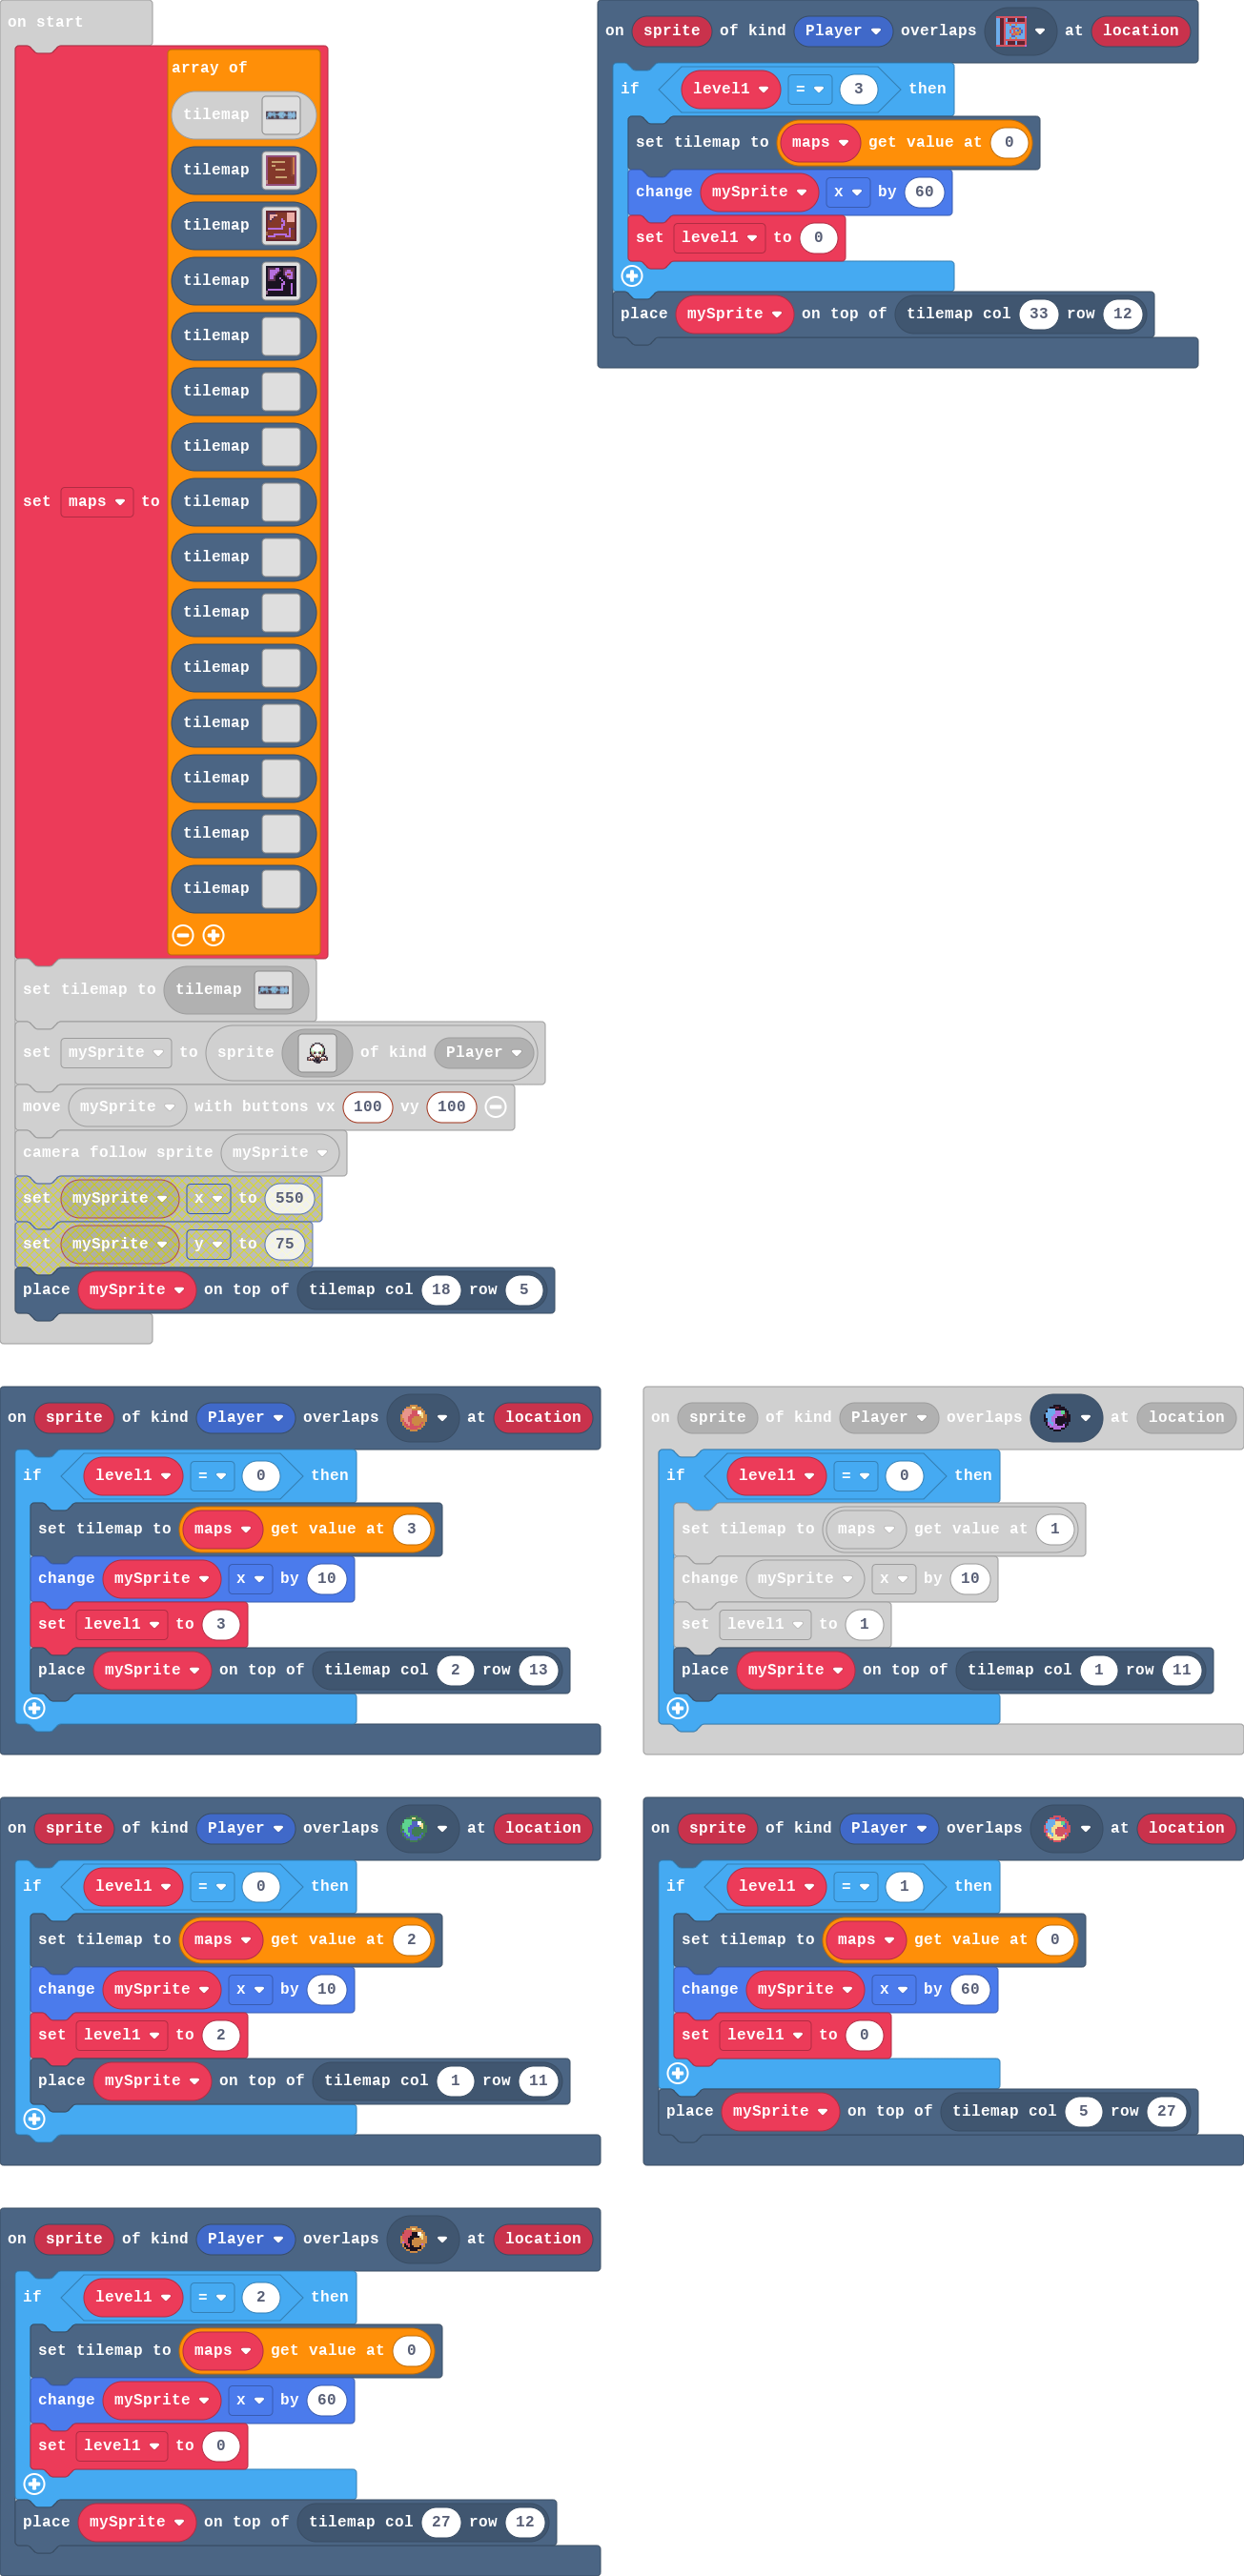 on start
array of
tilemap
tilemap
tilemap
tilemap
tilemap
tilemap
tilemap
set maps to tilemap
tilemap
tilemap
tilemap
tilemap
tilemap
tilemap
tilemap
set tilemap to tilemap
set mySprite to sprite of kind Player
move mySprite with buttons vx 100 vy 100
camera follow sprite mySprite
set mySprite x to 550
set mySprite y to 75
place mySprite on top of tilemap col 18 row 5
on sprite of kind Player overlaps at location
if level1 = 3 then
set tilemap to maps get value at 0
change mySprite x by 60
set level1 to 0
place mySprite on top of tilemap col 33 row 12
on sprite of kind Player overlaps at location
if level1 = 0 then
set tilemap to maps get value at 3
change mySprite x by 10
set level1 to 3
place mySprite on top of tilemap col 2 row 13
on sprite of kind Player overlaps at location
if level1 = 0 then
set tilemap to maps get value at 1
change mySprite x by 10
set level1 to 1
place mySprite on top of tilemap col 1 row 11
on sprite of kind Player overlaps at location
if level1 = 0 then
set tilemap to maps get value at 2
change mySprite x by 10
set level1 to 2
place mySprite on top of tilemap col 1 row 11
on sprite of kind Player overlaps at location
if level1 = 1 then
set tilemap to maps get value at 0
change mySprite x by 60
set level1 to 0
place mySprite on top of tilemap col 5 row 27
on sprite of kind Player overlaps at location
if level1 = 2 then
set tilemap to maps get value at 0
change mySprite x by 60
set level1 to 0
place mySprite on top of tilemap col 27 row 12